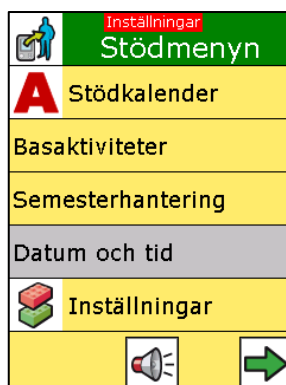 Inställningar
Stödmenyn
A Stödkalender
Basaktiviteter
Semesterhantering
Datum och tid
Inställningar